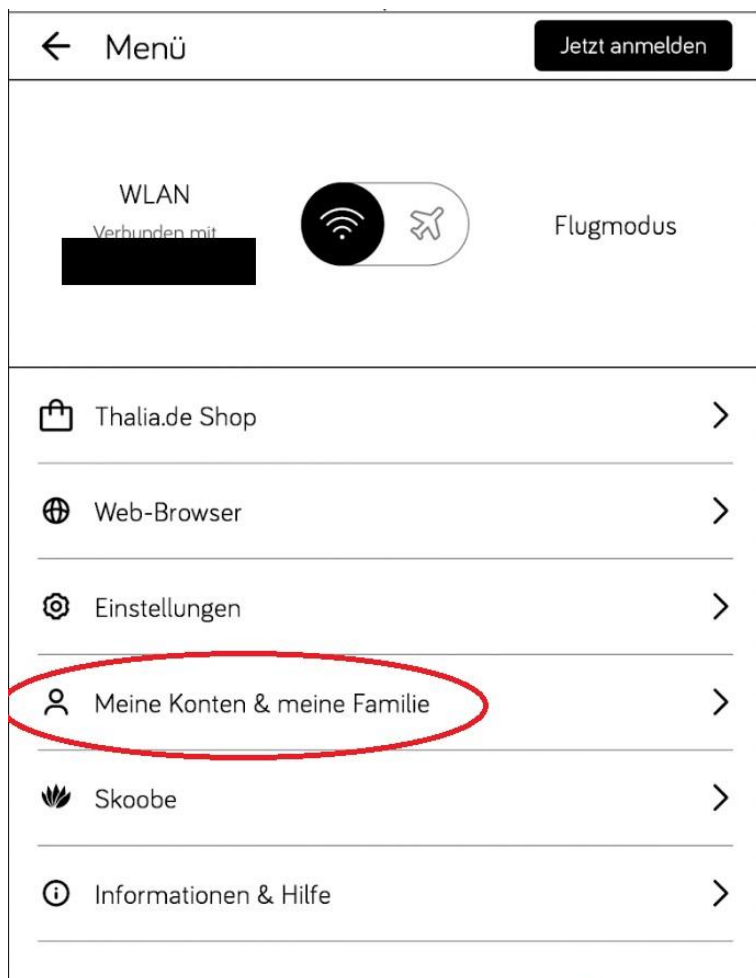 Menü
Jetzt anmelden
WLAN
Verbunden mit
Flugmodus
Thalia.de Shop
Web-Browser
Einstellungen
Meine Konten & meine Familie
Skoobe
Informationen & Hilfe